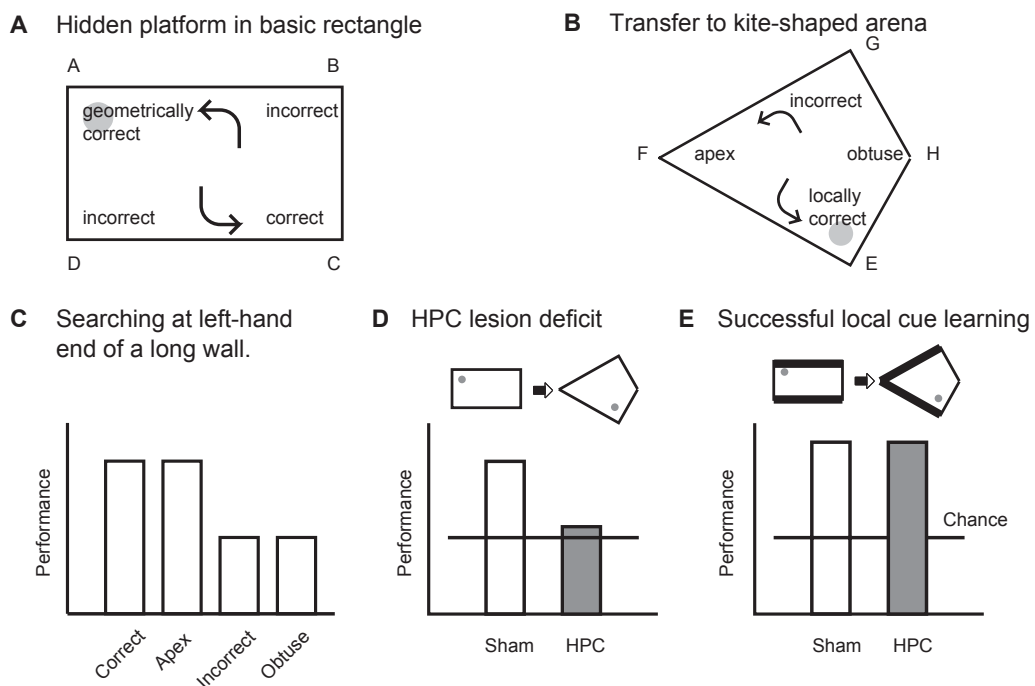 A Hidden platform in basic rectangle
A B
geometrically
correct
incorrect
incorrect
correct
D C
B Transfer to kite-shaped arena
G
incorrect
F
apex
obtuse
H
locally
correct
E
C Searching at left-hand
end of a long wall.
Performance
Correct
Apex
Incorrect
Obtuse
D HPC lesion deficit
Performance
Sham HPC
E Successful local cue learning
Performance
Chance
Sham HPC